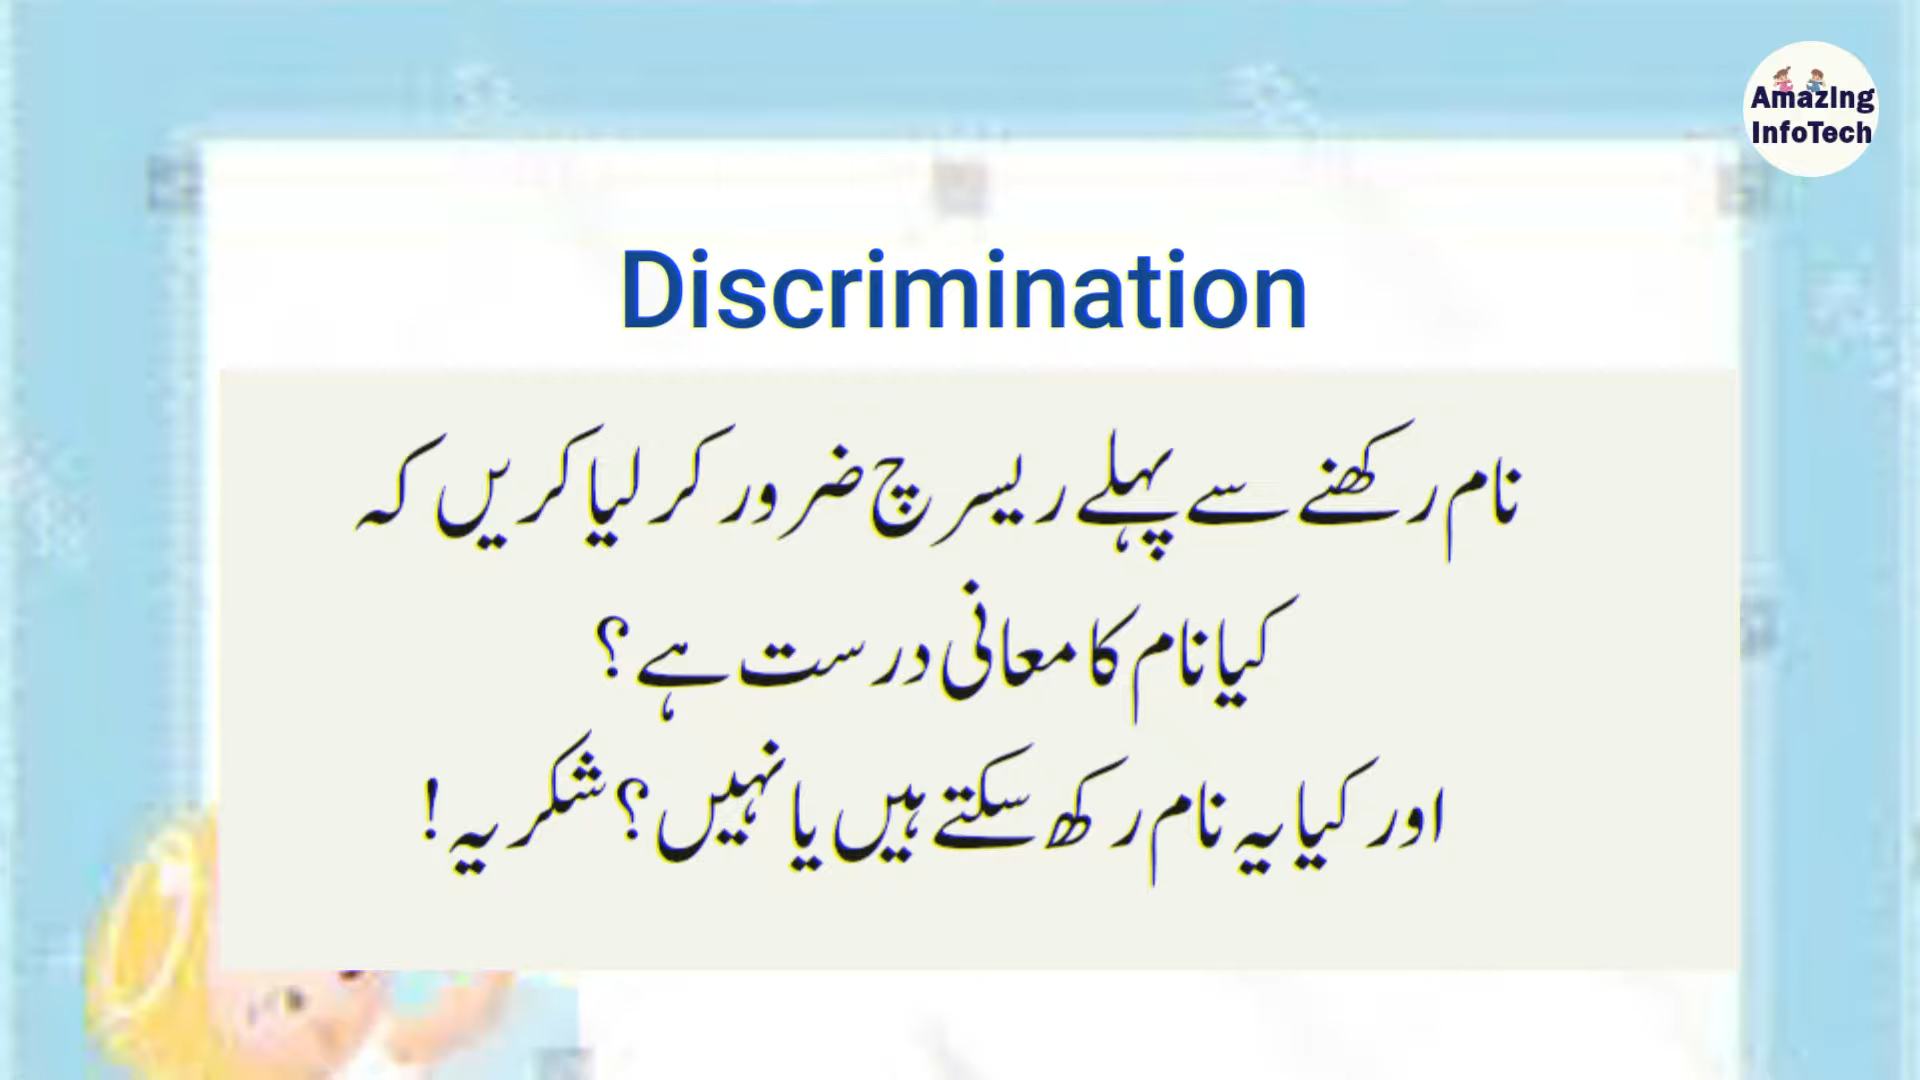 Amazing
InfoTech
Discrimination
نام رکھنے سے پہلے ریسرچ ضرور کر لیا کریں کہ
کیا نام کا معانی درست ہے؟
اور کیا یہ نام رکھ سکتے ہیں یا نہیں؟ شکریہ!